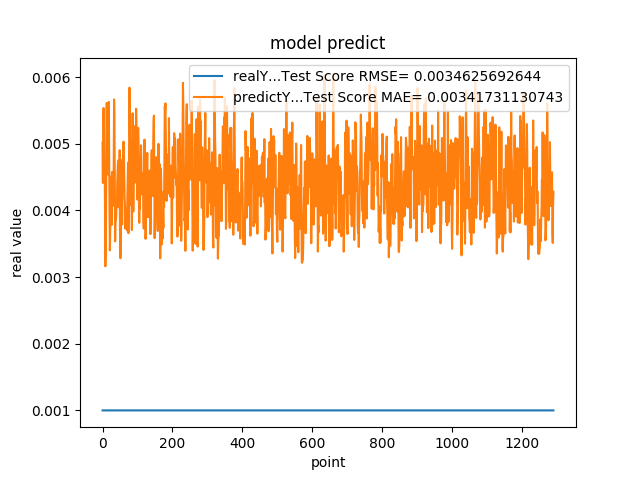 model predict
realY...Test Score RMSE= 0.0034625692644
predictY...Test Score MAE= 0.00341731130743
0.006
0.005
0.004
0.003
0.002
0.001
real value
0 200 400 600 800 1000 1200
point